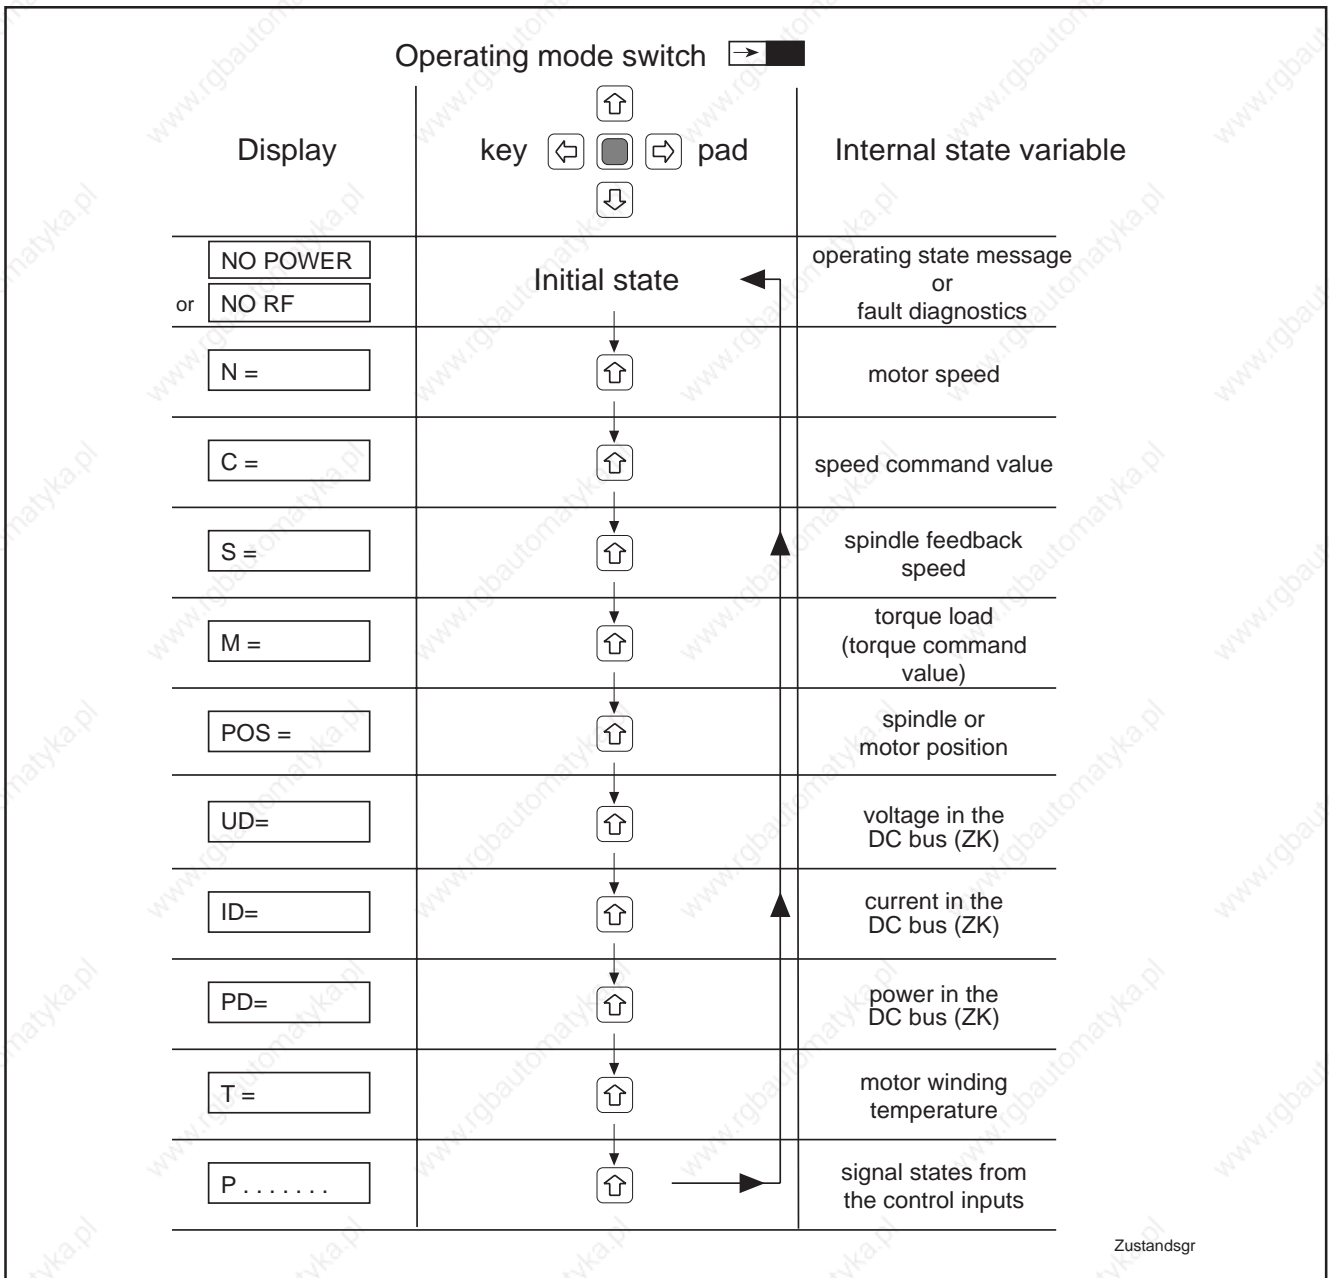 Operating mode switch
Display
key pad
Internal state variable
NO POWER
or NO RF
Initial state
operating state message
or
fault diagnostics
N =
motor speed
C =
speed command value
S =
spindle feedback
speed
M =
torque load
(torque command
value)
POS =
spindle or
motor position
UD=
voltage in the
DC bus (ZK)
ID=
current in the
DC bus (ZK)
PD=
power in the
DC bus (ZK)
T =
motor winding
temperature
P . . . . . . .
signal states from
the control inputs
Zustandsgr
www.rgbautomatyka.pl